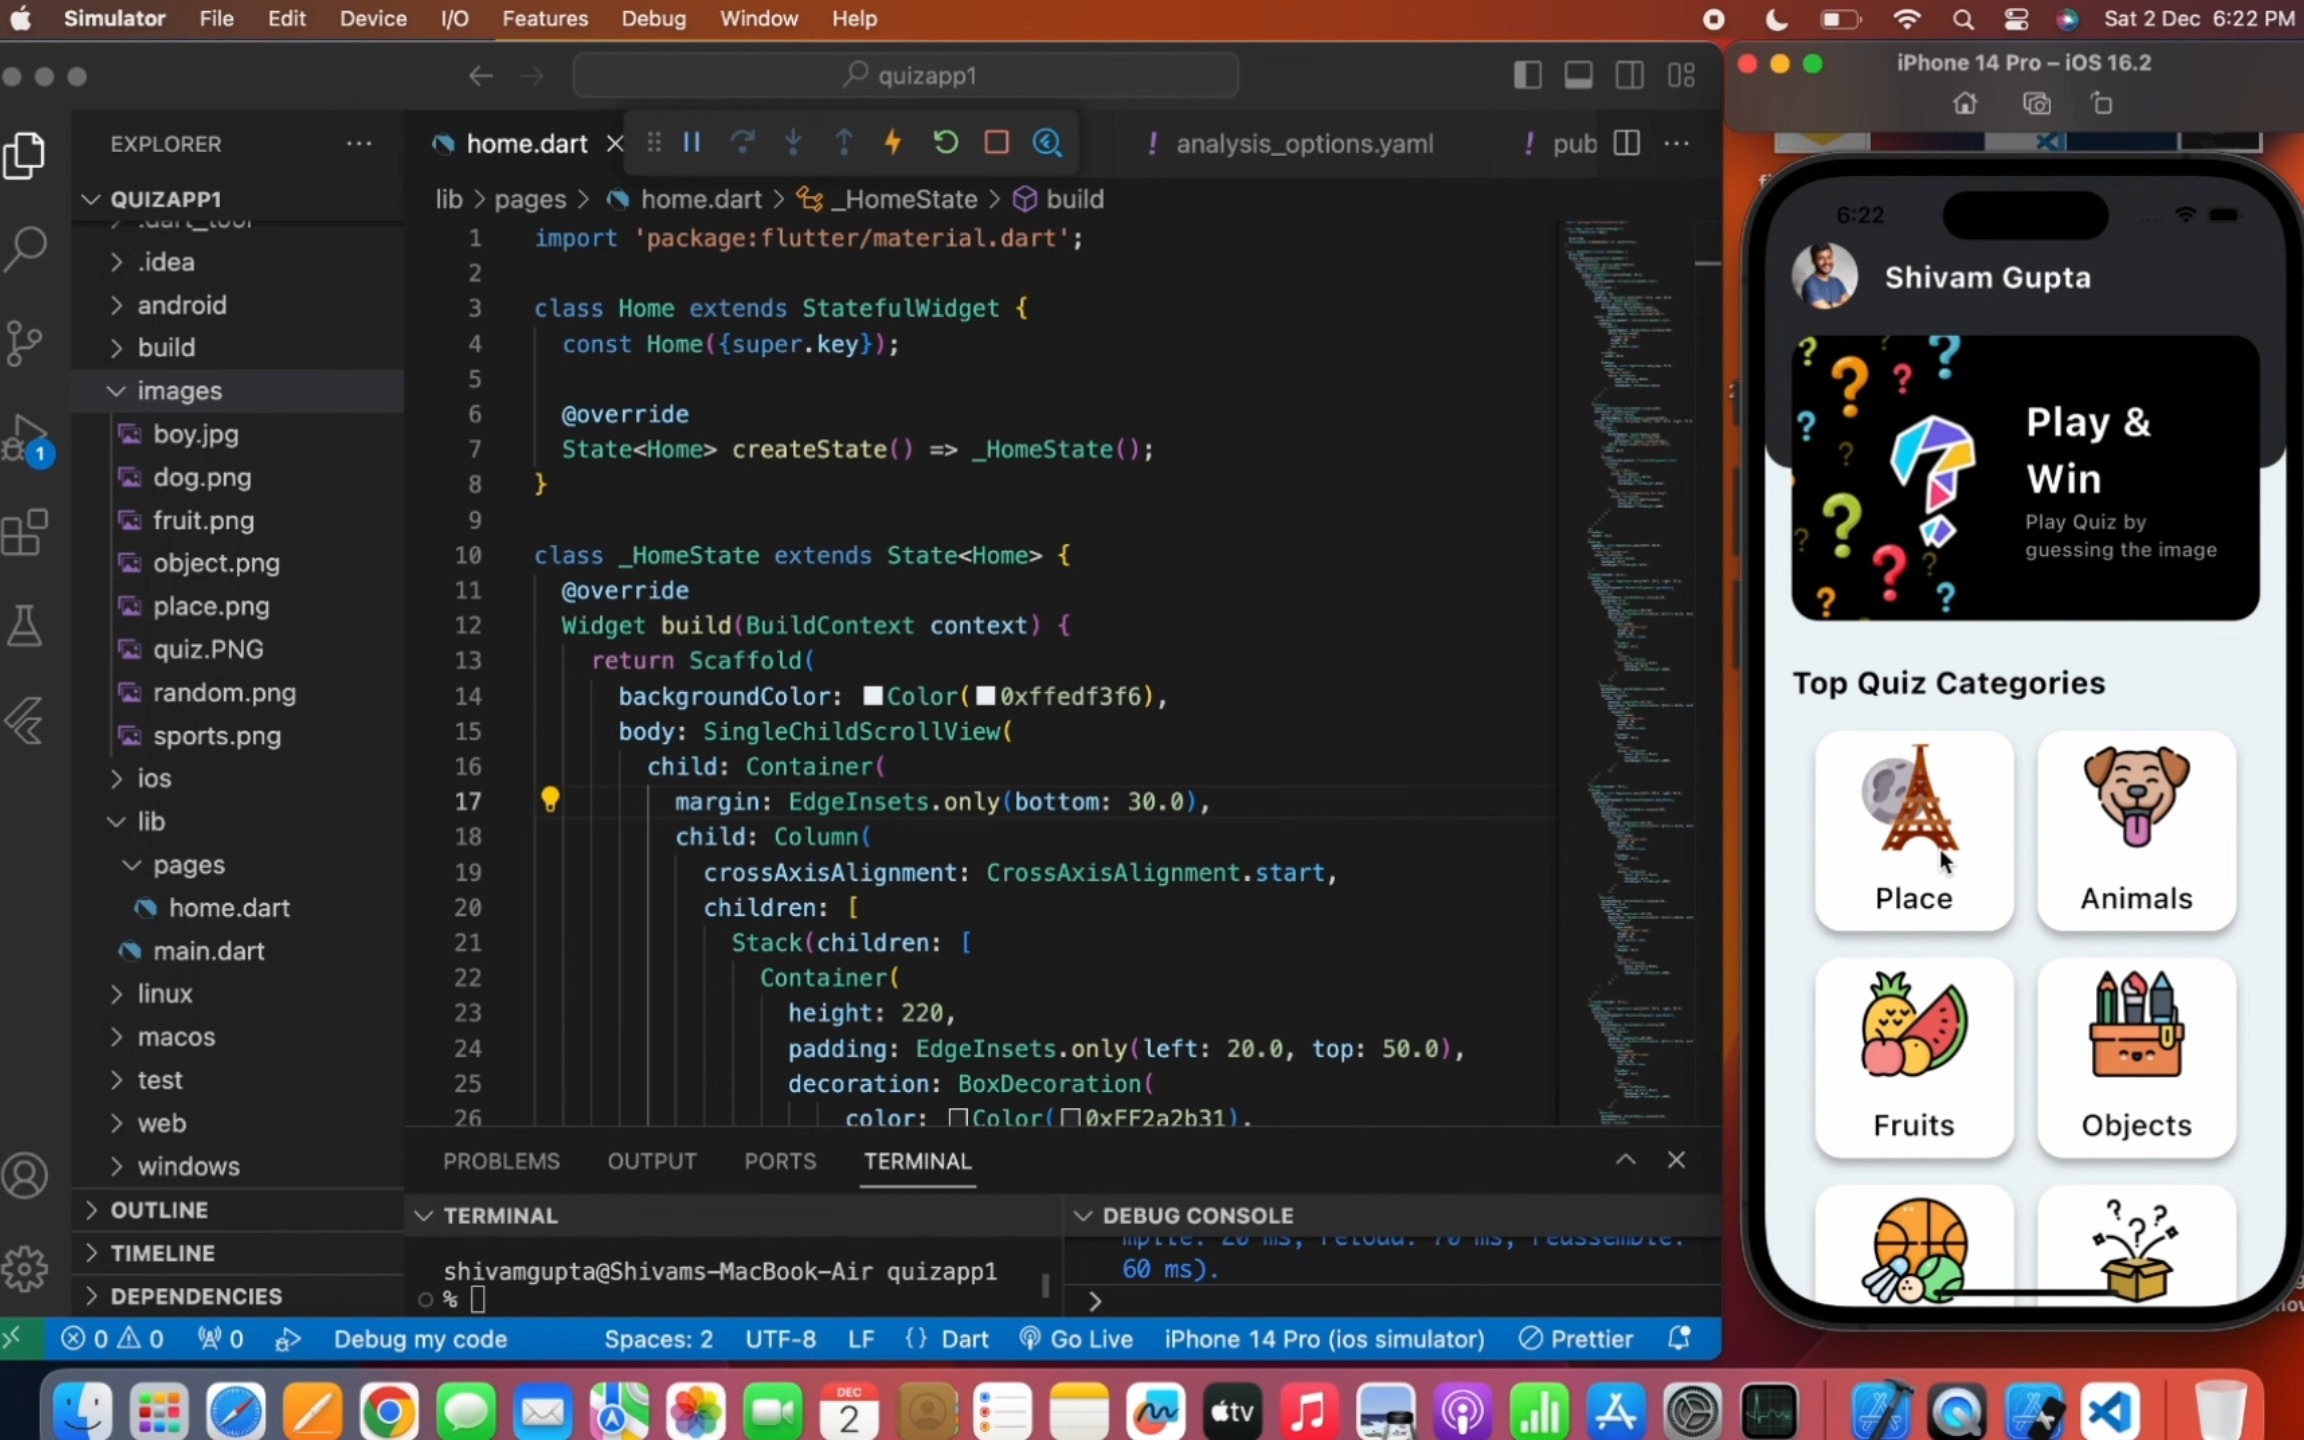 Simulator File Edit Device I/O Features Debug Window Help Sat 2 Dec 6:22 PM
quizapp1
iPhone 14 Pro – iOS 16.2
EXPLORER
home.dart
analysis_options.yaml
pub
QUIZAPP1
lib > pages > home.dart > _HomeState > build
.dart_tool
.idea
android
build
images
boy.jpg
dog.png
fruit.png
object.png
place.png
quiz.PNG
random.png
sports.png
ios
lib
pages
home.dart
main.dart
linux
macos
test
web
windows
OUTLINE
TIMELINE
DEPENDENCIES
1
1 import 'package:flutter/material.dart';
2
3 class Home extends StatefulWidget {
4 const Home({super.key});
5
6 @override
7 State<Home> createState() => _HomeState();
8 }
9
10 class _HomeState extends State<Home> {
11 @override
12 Widget build(BuildContext context) {
13 return Scaffold(
14 backgroundColor: Color(0xffedf3f6),
15 body: SingleChildScrollView(
16 child: Container(
17 margin: EdgeInsets.only(bottom: 30.0),
18 child: Column(
19 crossAxisAlignment: CrossAxisAlignment.start,
20 children: [
21 Stack(children: [
22 Container(
23 height: 220,
24 padding: EdgeInsets.only(left: 20.0, top: 50.0),
25 decoration: BoxDecoration(
26 color: Color(0xFF2a2b31),
PROBLEMS OUTPUT PORTS TERMINAL
TERMINAL
shivamgupta@Shivams-MacBook-Air quizapp1
%
DEBUG CONSOLE
mpile: 20 ms, reload: 70 ms, reassemble:
60 ms).
>
0 0 0 Debug my code Spaces: 2 UTF-8 LF {} Dart Go Live iPhone 14 Pro (ios simulator) Prettier
6:22
Shivam Gupta
Play &
Win
Play Quiz by
guessing the image
Top Quiz Categories
Place
Animals
Fruits
Objects
DEC
2
tv